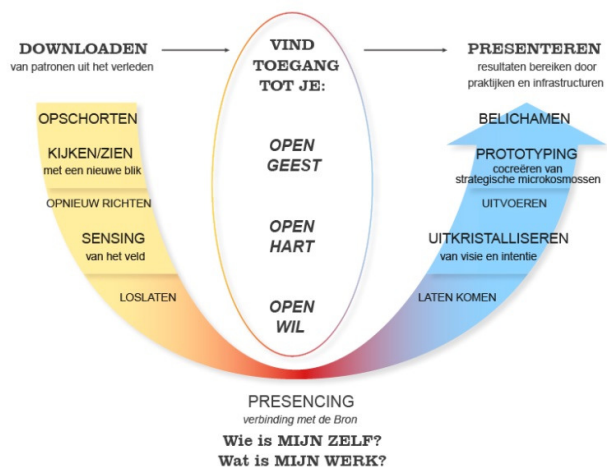 DOWNLOADEN
van patronen uit het verleden
VIND
TOEGANG
TOT JE:
PRESENTEREN
resultaten bereiken door
praktijken en infrastructuren
OPSCHORTEN
KIJKEN/ZIEN
met een nieuwe blik
OPNIEUW RICHTEN
SENSING
van het veld
LOSLATEN
OPEN
GEEST
OPEN
HART
OPEN
WIL
BELICHAMEN
PROTOTYPING
cocreëren van
strategische microkosmossen
UITVOEREN
UITKRISTALLISEREN
van visie en intentie
LATEN KOMEN
PRESENCING
verbinding met de Bron
Wie is MIJN ZELF?
Wat is MIJN WERK?